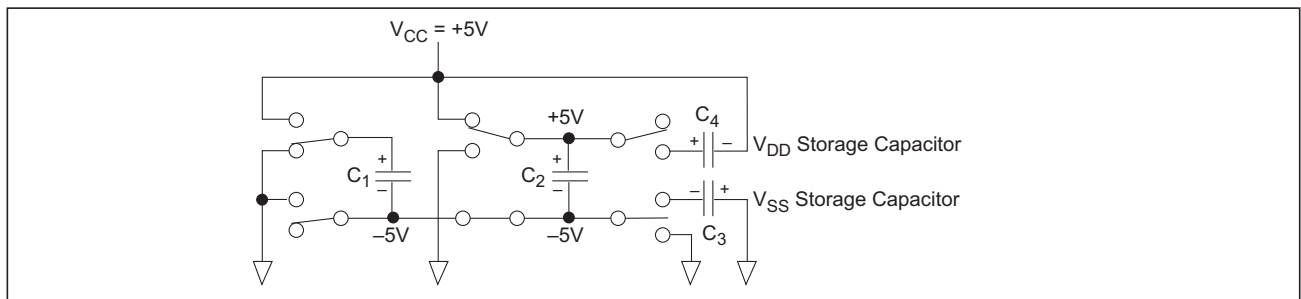 V_CC = +5V
+5V
C_4
+ –
V_DD Storage Capacitor
+
C_1
–
+
C_2
–
– +
V_SS Storage Capacitor
C_3
–5V
–5V